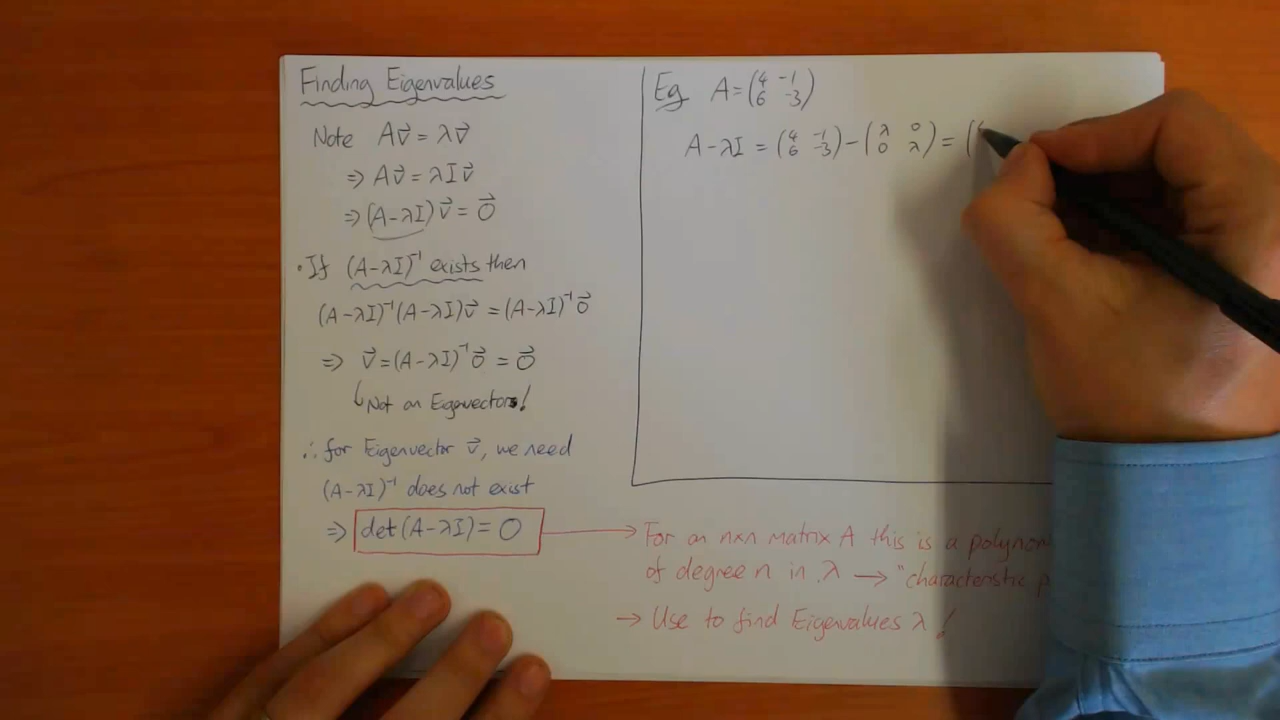 Finding Eigenvalues
Note Av⃗ = λv⃗
⇒ Av⃗ = λIv⃗
⇒ (A-λI)v⃗ = 0⃗
• If (A-λI)⁻¹ exists then
(A-λI)⁻¹(A-λI)v⃗ = (A-λI)⁻¹0⃗
⇒ v⃗ = (A-λI)⁻¹0⃗ = 0⃗
↳ Not an Eigenvector!
∴ for Eigenvector v⃗, we need
(A-λI)⁻¹ does not exist
⇒ det(A-λI) = 0
Eg A = (4 -1
6 -3)
A-λI = (4 -1
6 -3) - (λ 0
0 λ) = (
→ For an nxn matrix A this is a polynom
of degree n in λ → "characteristic p
→ Use to find Eigenvalues λ!